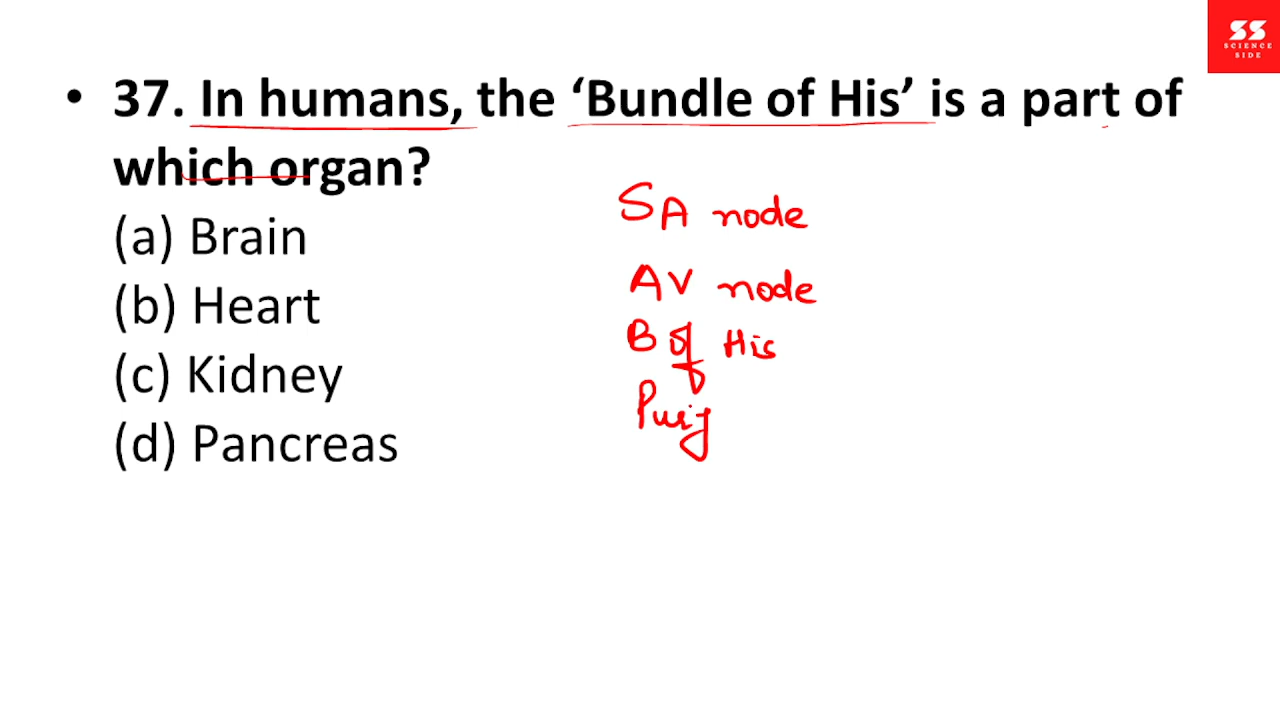 SS
SCIENCE
SIDE
• 37. In humans, the ‘Bundle of His’ is a part of
which organ?
(a) Brain
(b) Heart
(c) Kidney
(d) Pancreas
SA node
AV node
B of His